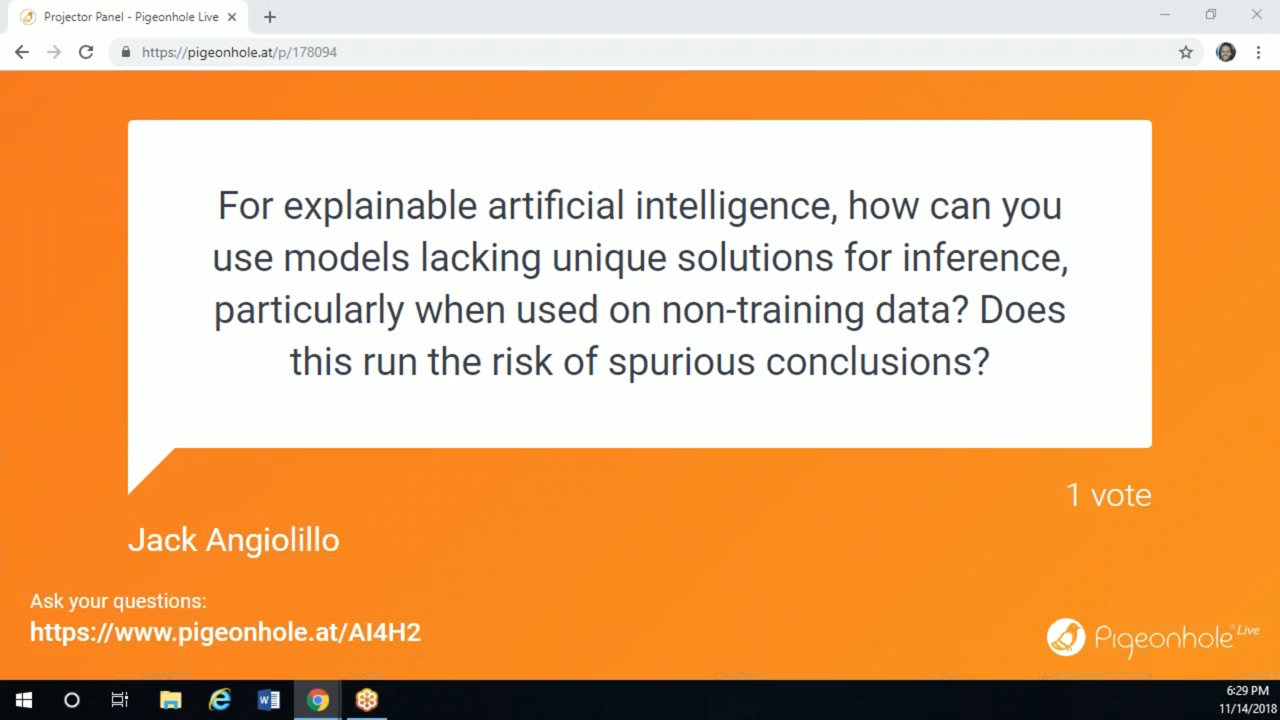 Projector Panel - Pigeonhole Live
https://pigeonhole.at/p/178094
For explainable artificial intelligence, how can you
use models lacking unique solutions for inference,
particularly when used on non-training data? Does
this run the risk of spurious conclusions?
1 vote
Jack Angiolillo
Ask your questions:
https://www.pigeonhole.at/AI4H2
Pigeonhole Live
6:29 PM
11/14/2018